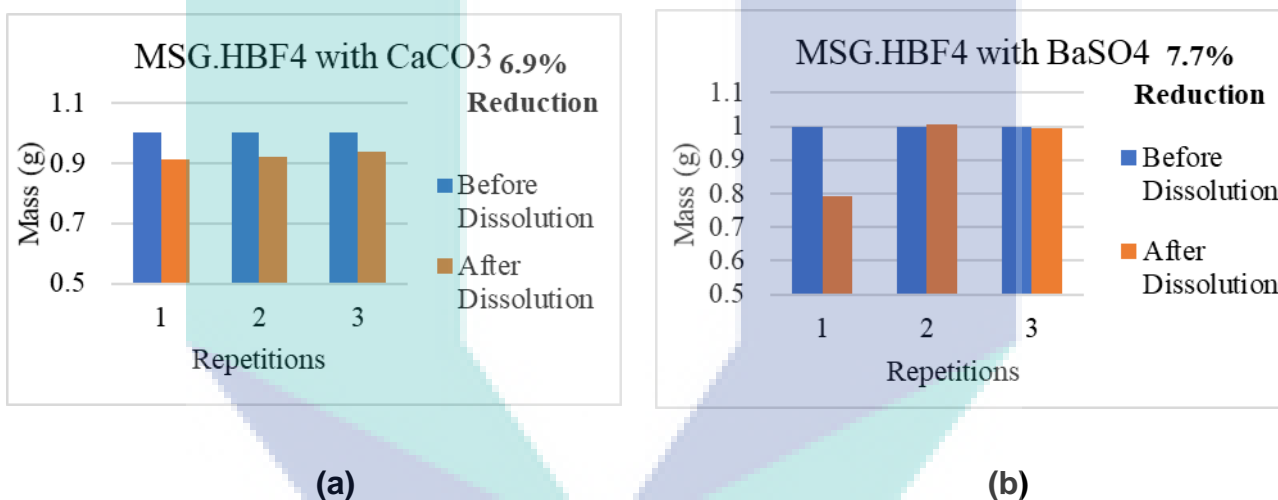 MSG.HBF4 with CaCO3 6.9%
Reduction
1.1
0.9
0.7
0.5
Mass (g)
1 2 3
Repetitions
Before
Dissolution
After
Dissolution
(a)
MSG.HBF4 with BaSO4 7.7%
Reduction
1.1
1
0.9
0.8
0.7
0.6
0.5
Mass (g)
1 2 3
Repetitions
Before
Dissolution
After
Dissolution
(b)